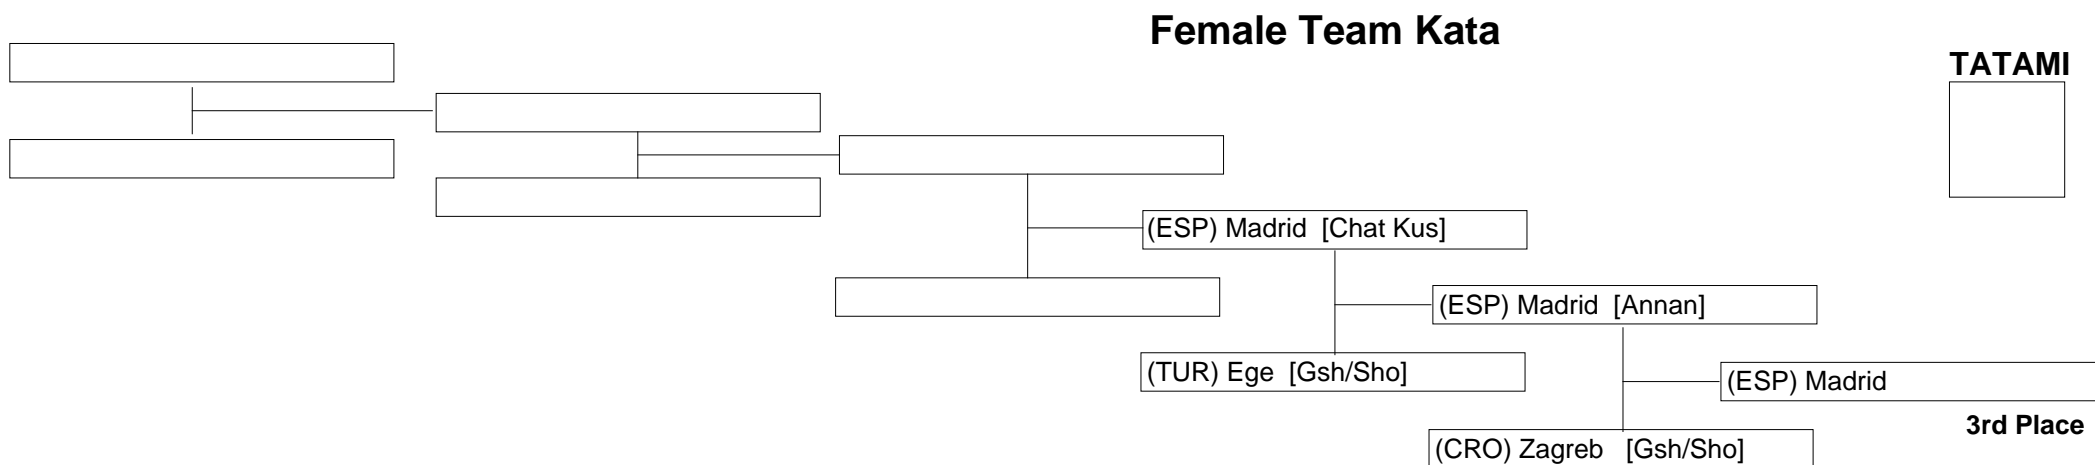 Female Team Kata
TATAMI
(ESP) Madrid [Chat Kus]
(ESP) Madrid [Annan]
(TUR) Ege [Gsh/Sho]
(ESP) Madrid
3rd Place
(CRO) Zagreb [Gsh/Sho]